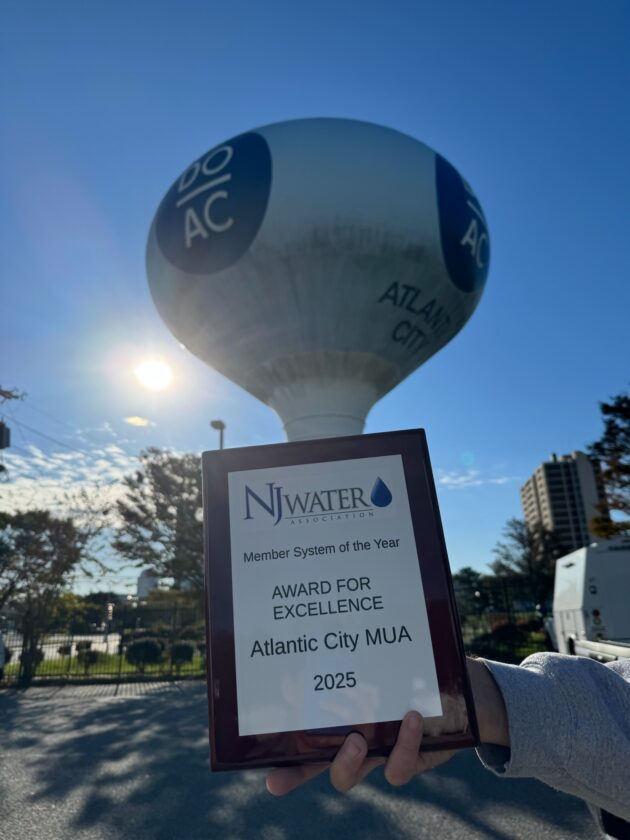 DO
AC
AC
ATLANTIC
CITY
NJWATER
ASSOCIATION
Member System of the Year
AWARD FOR
EXCELLENCE
Atlantic City MUA
2025